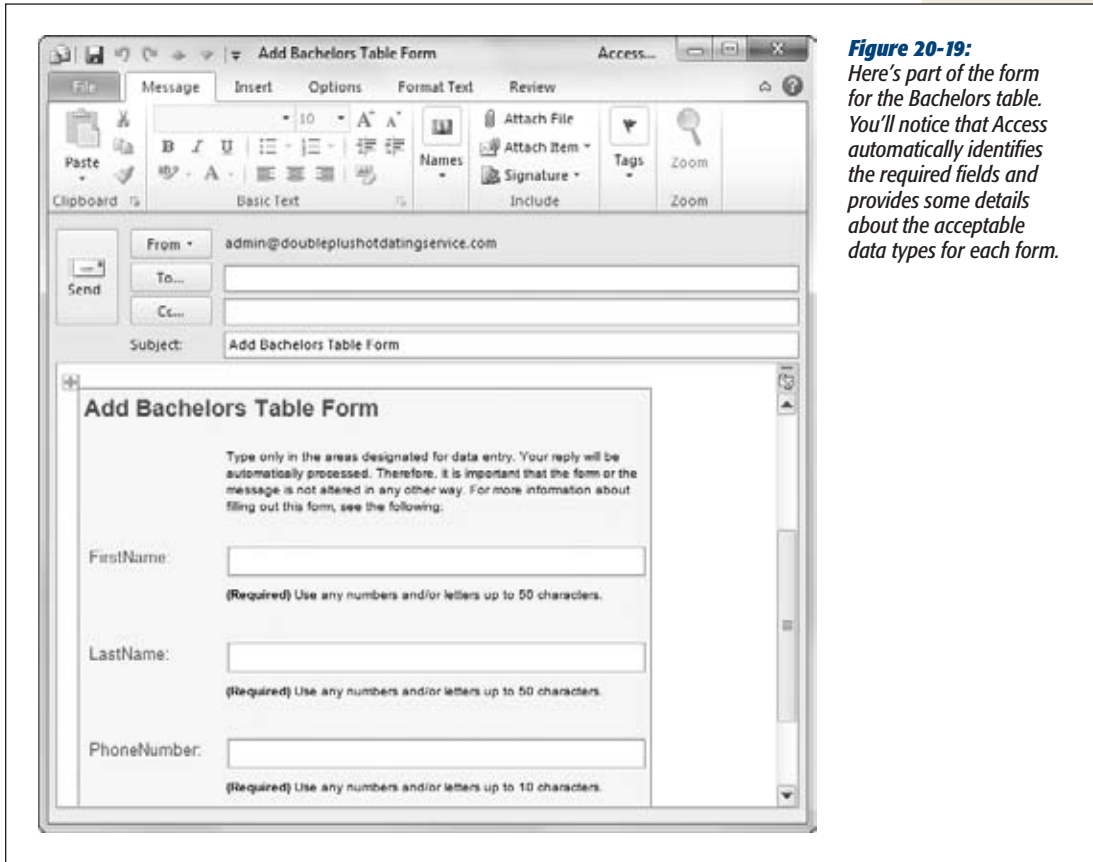 Add Bachelors Table Form
Access...
File
Message
Insert
Options
Format Text
Review
Paste
Clipboard
10
B I U
Basic Text
Names
Attach File
Attach Item
Signature
Include
Tags
Zoom
Zoom
Send
From
admin@doubleplushotdatingservice.com
To...
Cc...
Subject:
Add Bachelors Table Form
Add Bachelors Table Form
Type only in the areas designated for data entry. Your reply will be
automatically processed. Therefore, it is important that the form or the
message is not altered in any other way. For more information about
filling out this form, see the following:
FirstName:
(Required) Use any numbers and/or letters up to 50 characters.
LastName:
(Required) Use any numbers and/or letters up to 50 characters.
PhoneNumber:
(Required) Use any numbers and/or letters up to 10 characters.
Figure 20-19:
Here's part of the form
for the Bachelors table.
You'll notice that Access
automatically identifies
the required fields and
provides some details
about the acceptable
data types for each form.